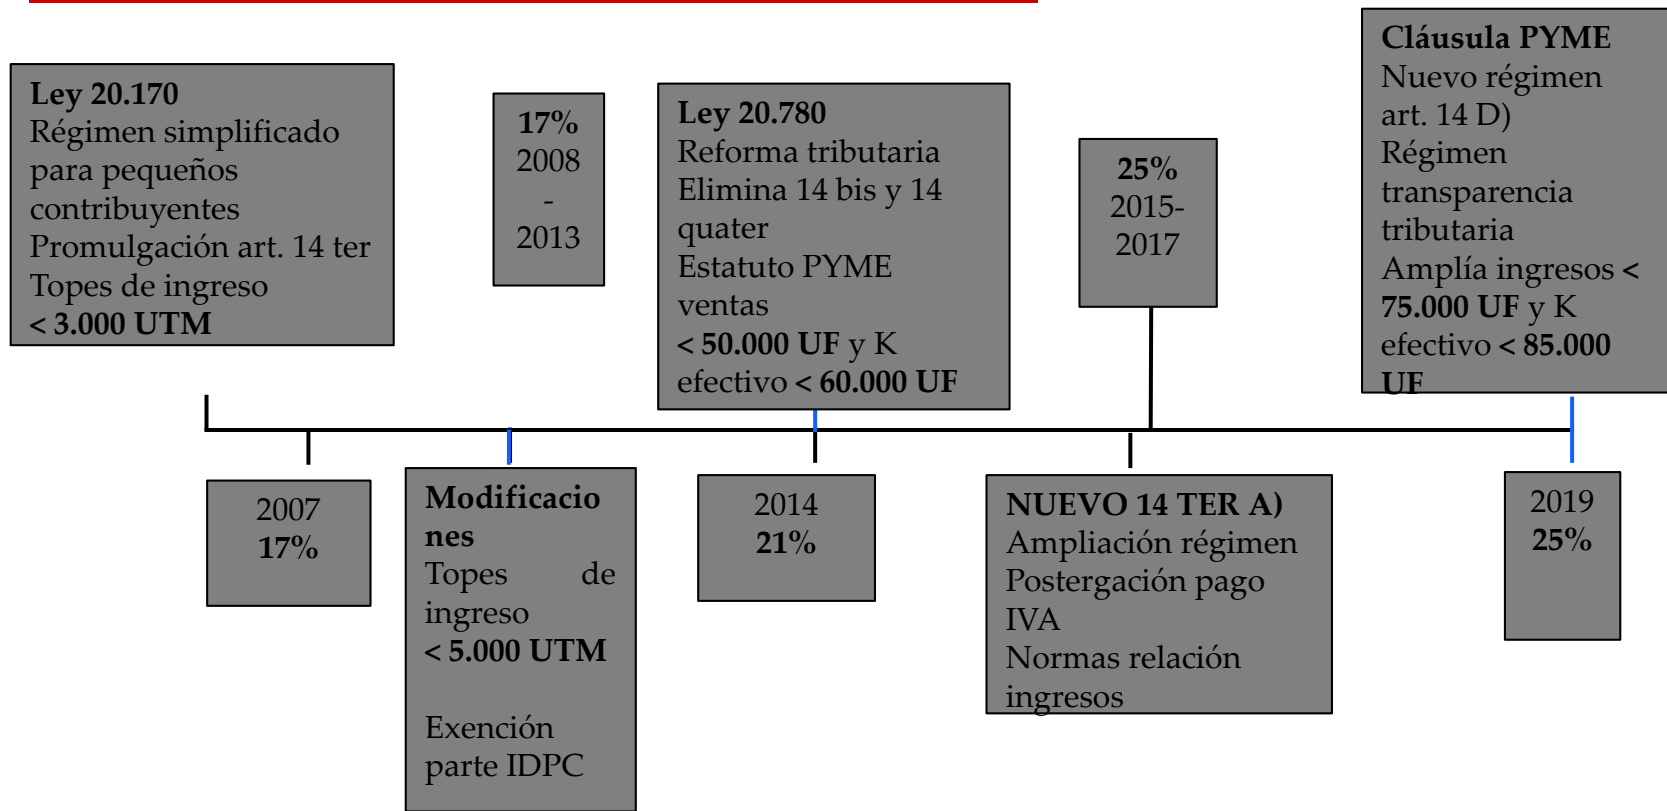 Ley 20.170
Régimen simplificado
para pequeños
contribuyentes
Promulgación art. 14 ter
Topes de ingreso
< 3.000 UTM
17%
2008
-
2013
Ley 20.780
Reforma tributaria
Elimina 14 bis y 14
quater
Estatuto PYME
ventas
< 50.000 UF y K
efectivo < 60.000 UF
25%
2015-
2017
Cláusula PYME
Nuevo régimen
art. 14 D)
Régimen
transparencia
tributaria
Amplía ingresos <
75.000 UF y K
efectivo < 85.000
UF
2007
17%
Modificacio
nes
Topes de
ingreso
< 5.000 UTM
Exención
parte IDPC
2014
21%
NUEVO 14 TER A)
Ampliación régimen
Postergación pago
IVA
Normas relación
ingresos
2019
25%